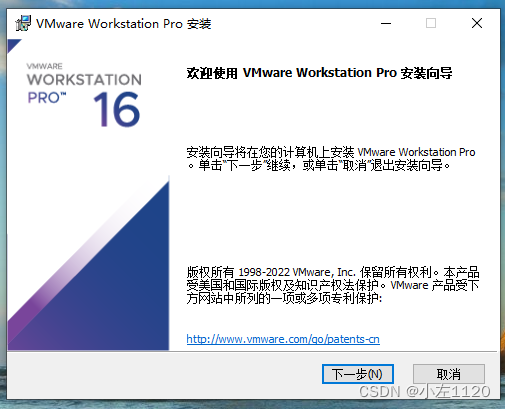 VMware Workstation Pro 安装
VMWARE
WORKSTATION
PRO™ 16
欢迎使用 VMware Workstation Pro 安装向导
安装向导将在您的计算机上安装 VMware Workstation Pro
。单击“下一步”继续，或单击“取消”退出安装向导。
版权所有 1998-2022 VMware, Inc. 保留所有权利。本产品
受美国和国际版权及知识产权法保护。VMware 产品受下
方网站中所列的一项或多项专利保护:
http://www.vmware.com/go/patents-cn
下一步(N)
取消
CSDN @小左1120